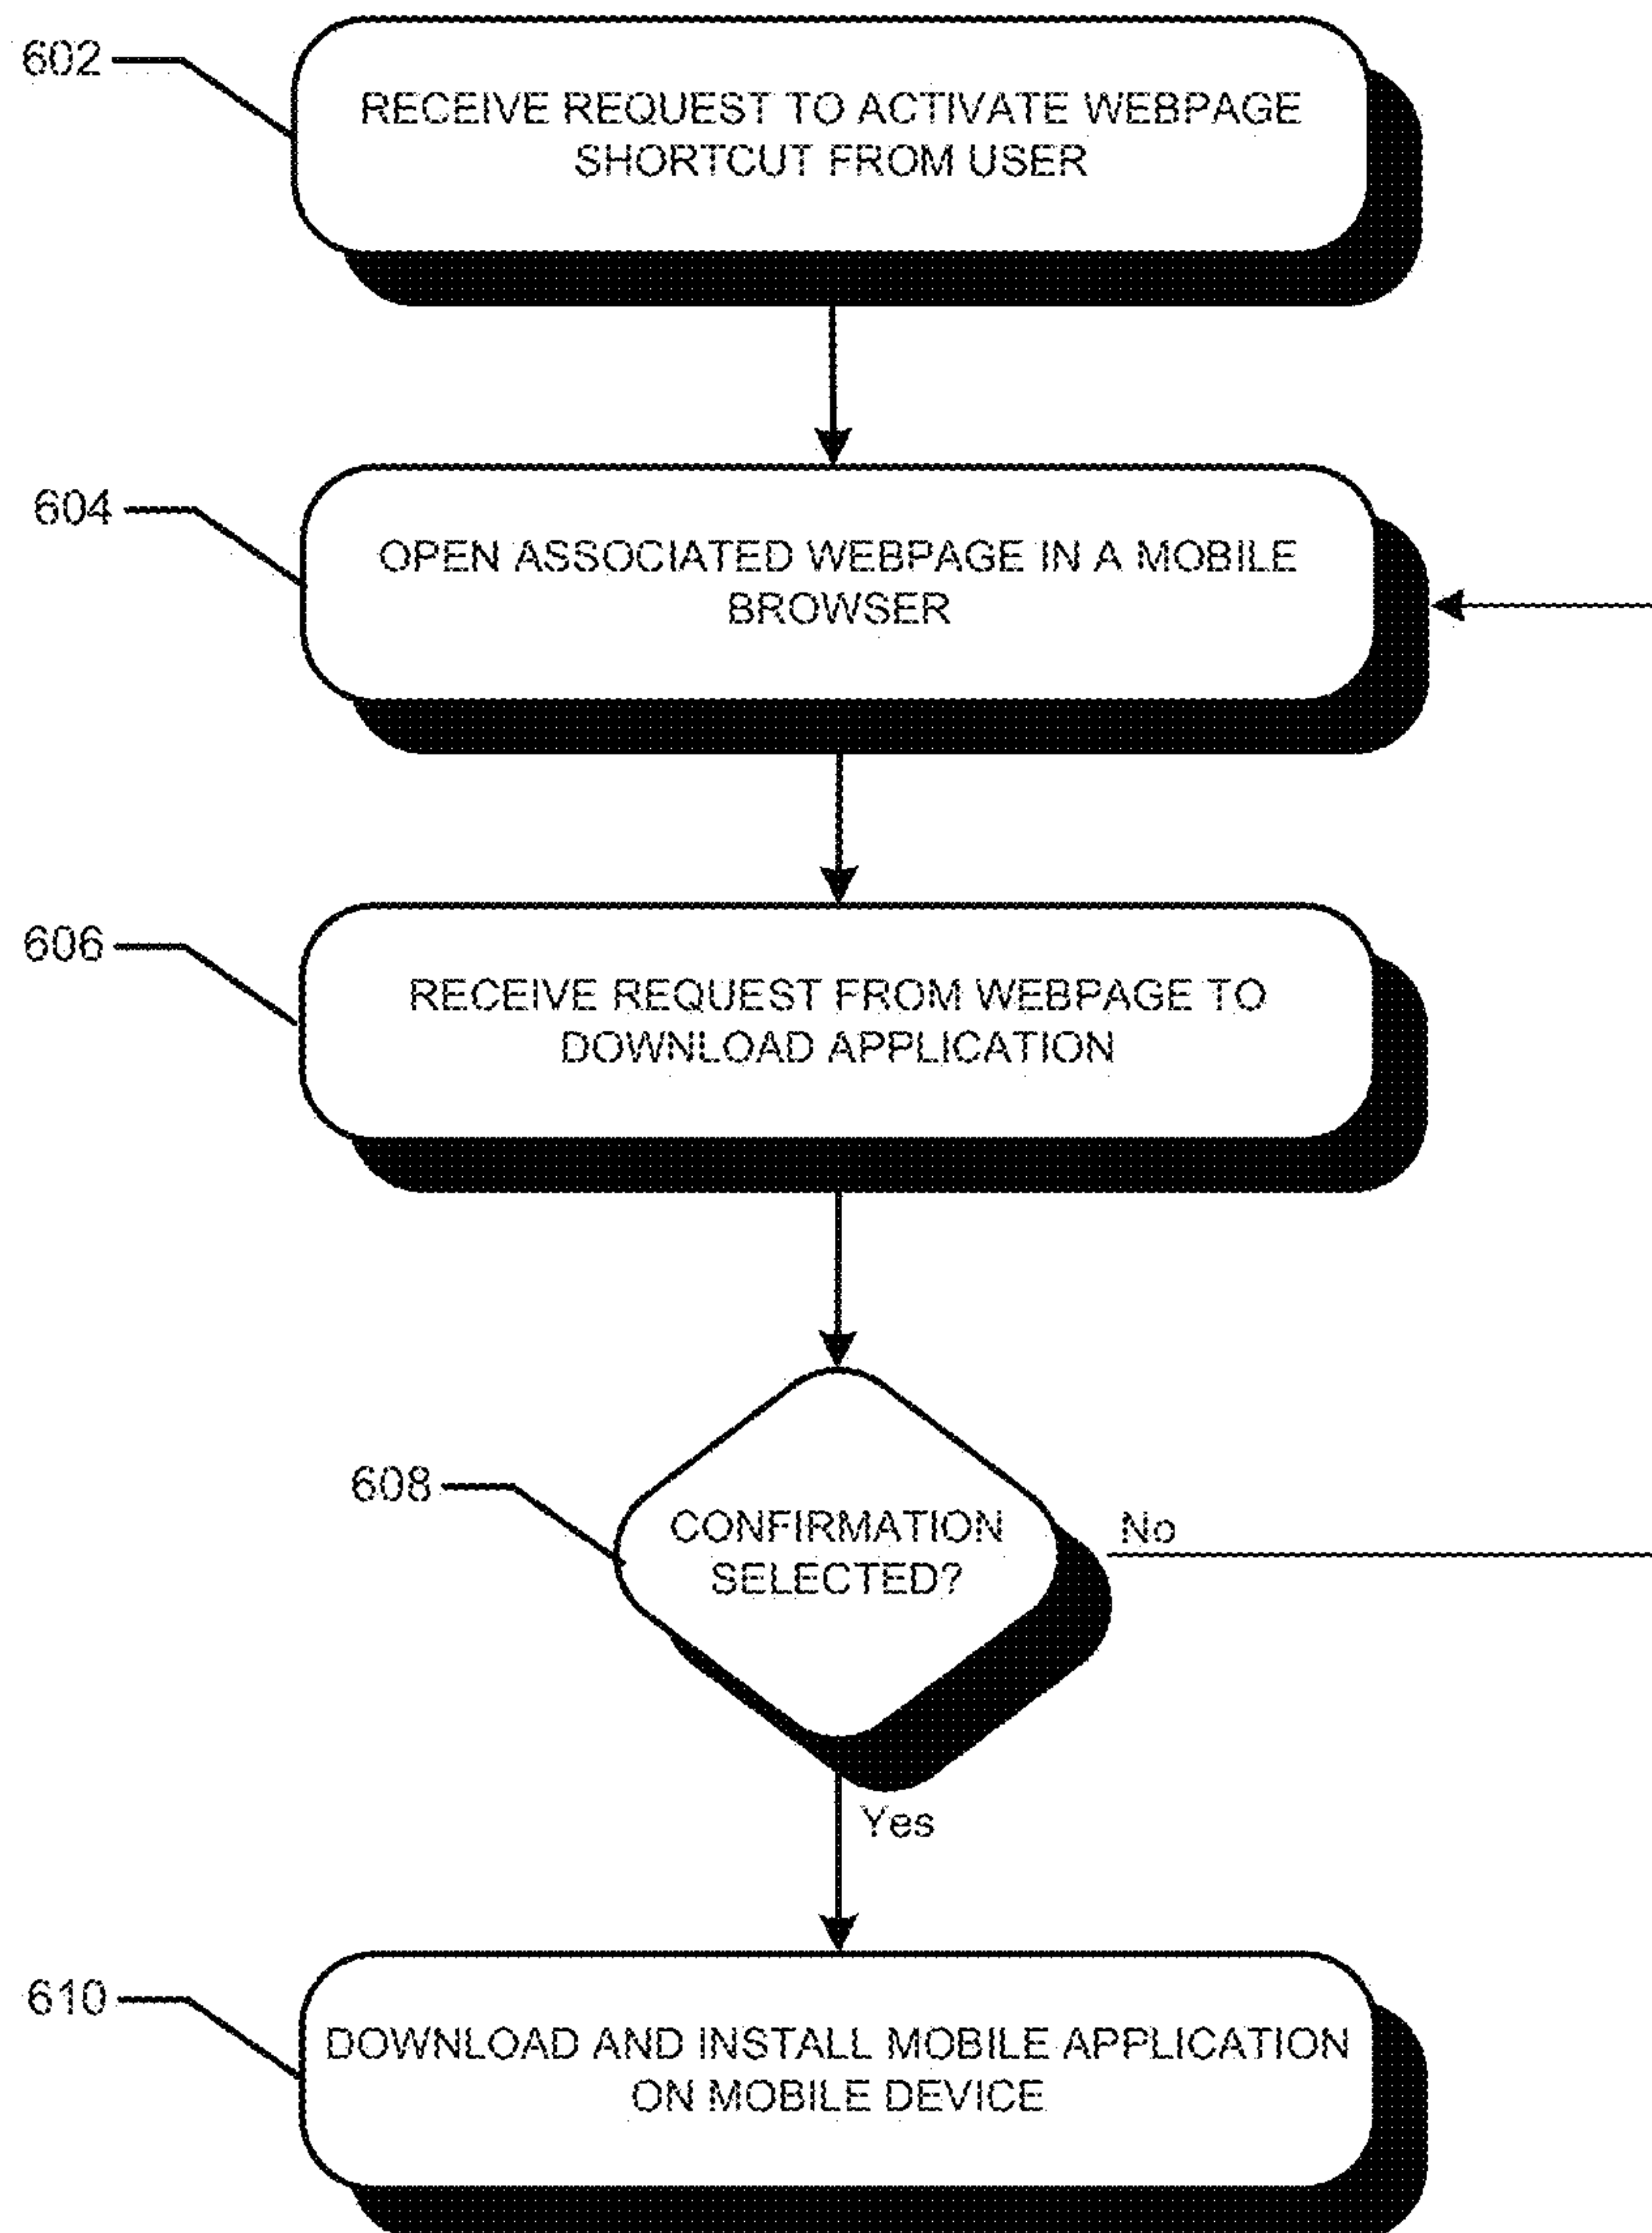 602
RECEIVE REQUEST TO ACTIVATE WEBPAGE
SHORTCUT FROM USER
604
OPEN ASSOCIATED WEBPAGE IN A MOBILE
BROWSER
606
RECEIVE REQUEST FROM WEBPAGE TO
DOWNLOAD APPLICATION
608
CONFIRMATION
SELECTED?
No
Yes
610
DOWNLOAD AND INSTALL MOBILE APPLICATION
ON MOBILE DEVICE